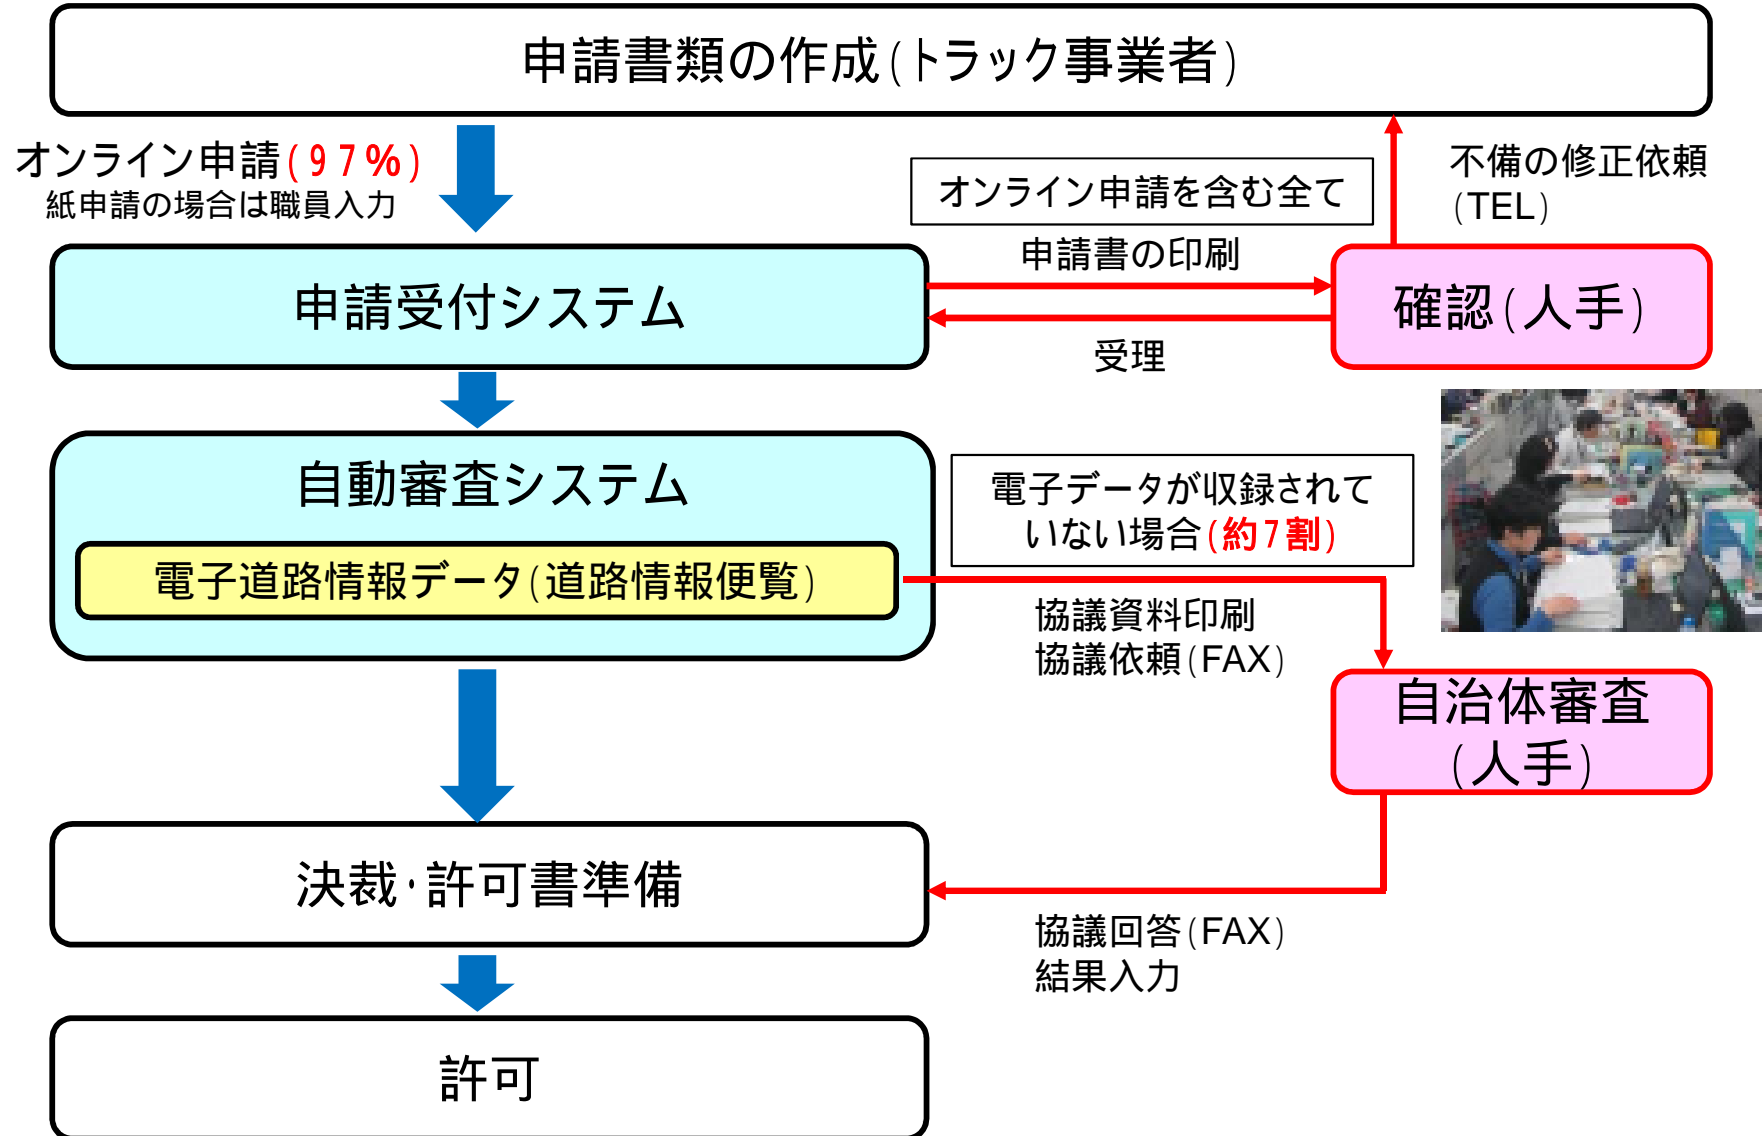 申請書類の作成(トラック事業者)
オンライン申請(97%)
紙申請の場合は職員入力
オンライン申請を含む全て
不備の修正依頼
(TEL)
申請書の印刷
申請受付システム
確認(人手)
受理
自動審査システム
電子データが収録されて
いない場合(約7割)
電子道路情報データ(道路情報便覧)
協議資料印刷
協議依頼(FAX)
自治体審査
(人手)
決裁・許可書準備
協議回答(FAX)
結果入力
許可